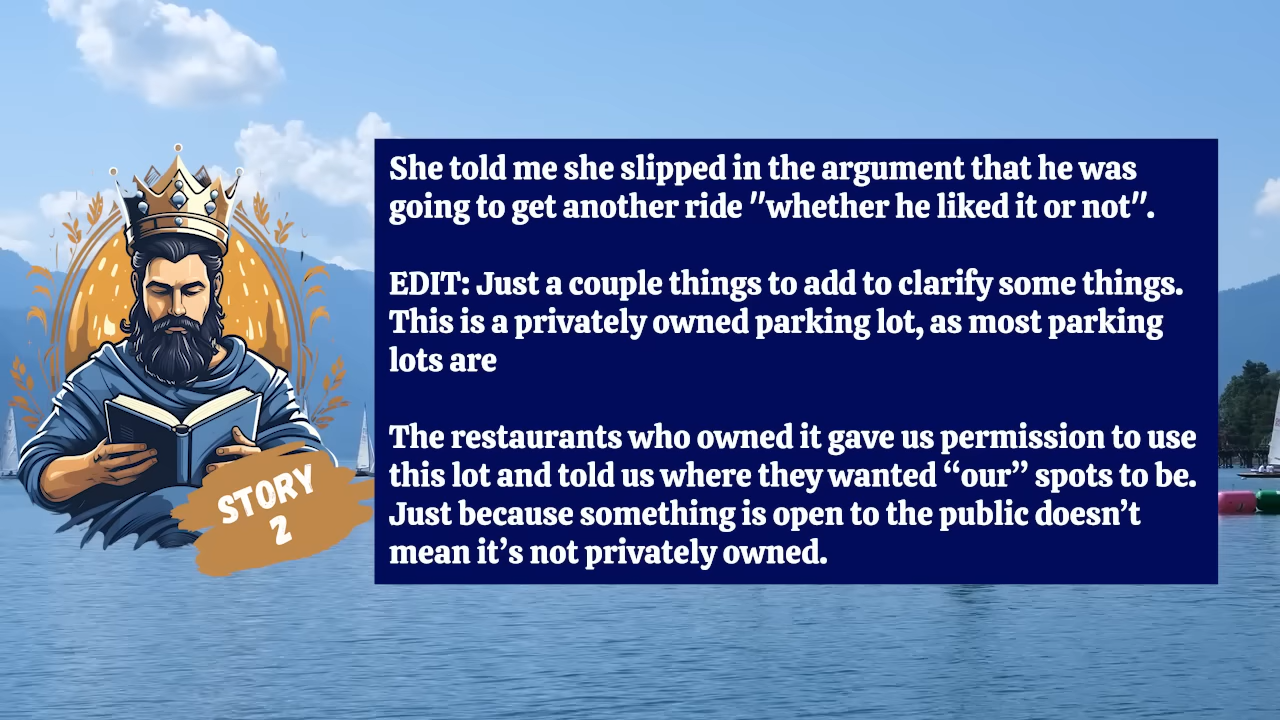 She told me she slipped in the argument that he was
going to get another ride "whether he liked it or not".
EDIT: Just a couple things to add to clarify some things.
This is a privately owned parking lot, as most parking
lots are
The restaurants who owned it gave us permission to use
this lot and told us where they wanted “our” spots to be.
Just because something is open to the public doesn’t
mean it’s not privately owned.
STORY
2